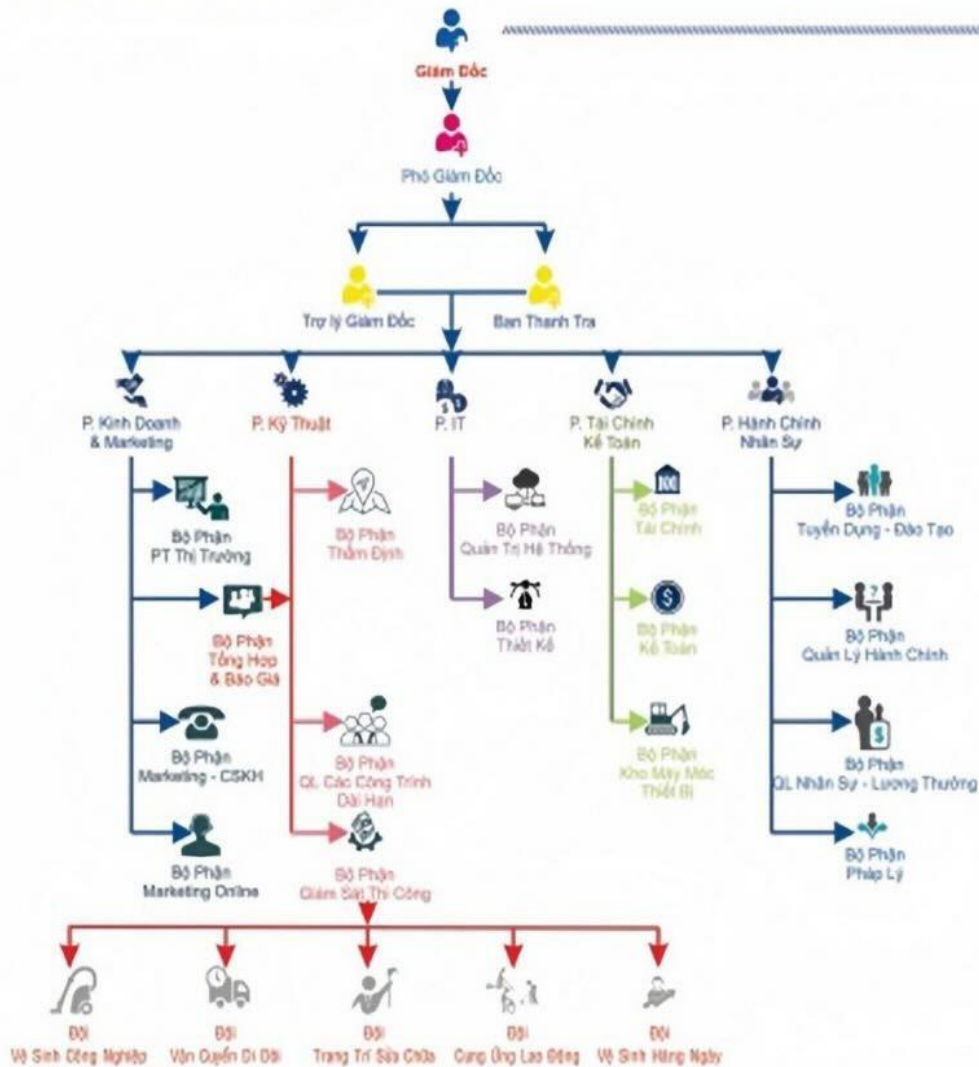 Giám Đốc
Phó Giám Đốc
Trợ lý Giám Đốc
Ban Thanh Tra
P. Kinh Doanh
& Marketing
P. Kỹ Thuật
P. IT
P. Tài Chính
Kế Toán
P. Hành Chính
Nhân Sự
Bộ Phận
PT Thị Trường
Bộ Phận
Thẩm Định
Bộ Phận
Quản Trị Hệ Thống
Bộ Phận
Tài Chính
Bộ Phận
Tuyển Dụng - Đào Tạo
Bộ Phận
Tổng Hợp
& Báo Giá
Bộ Phận
Thiết Kế
Bộ Phận
Kế Toán
Bộ Phận
Quản Lý Hành Chính
Bộ Phận
Marketing - CSKH
Bộ Phận
QL Các Công Trình
Dài Hạn
Bộ Phận
Kho Máy Móc
Thiết Bị
Bộ Phận
QL Nhân Sự - Lương Thưởng
Bộ Phận
Marketing Online
Bộ Phận
Giám Sát Thi Công
Bộ Phận
Pháp Lý
Đội
Vệ Sinh Công Nghiệp
Đội
Vận Chuyển Di Dời
Đội
Trang Trí Sửa Chữa
Đội
Cung Ứng Lao Động
Đội
Vệ Sinh Hàng Ngày